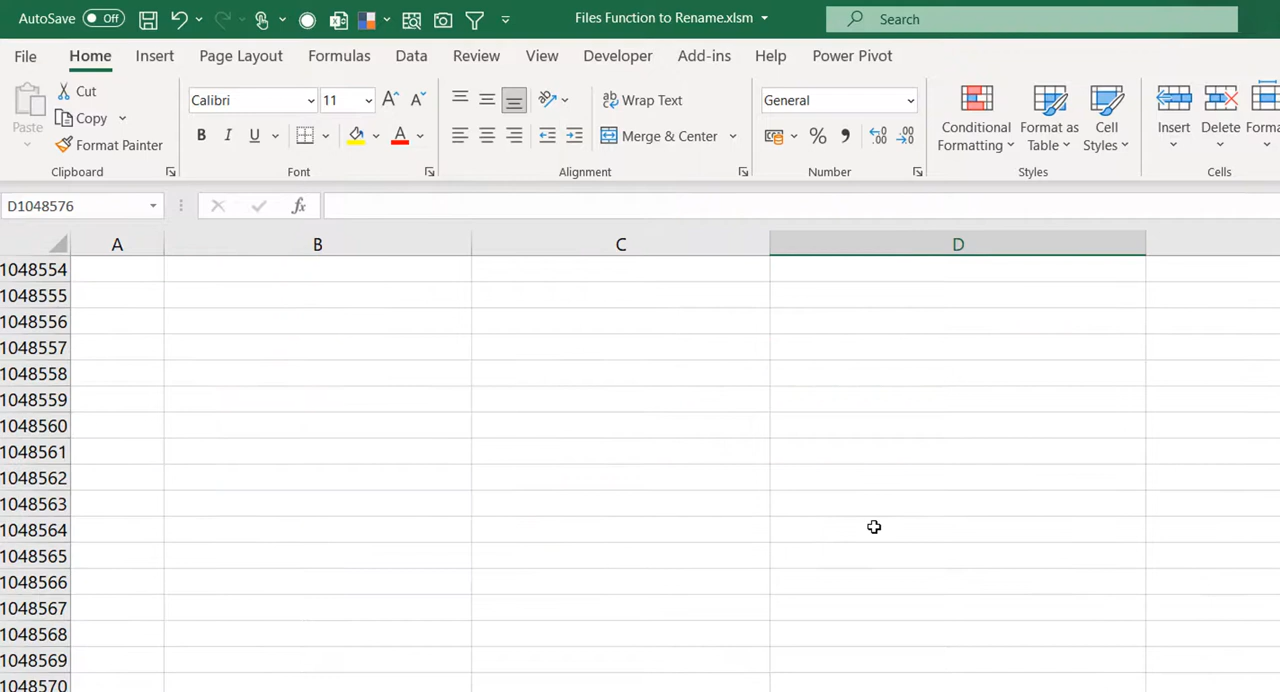 AutoSave Off Files Function to Rename.xlsm Search
File Home Insert Page Layout Formulas Data Review View Developer Add-ins Help Power Pivot
Paste
Cut
Copy
Format Painter
Clipboard
Calibri 11
B I U A
Font
Wrap Text
Merge & Center
Alignment
General
% 9
Number
Conditional Formatting
Format as Table
Cell Styles
Styles
Insert Delete Forma
Cells
D1048576 fx
A B C D
1048554
1048555
1048556
1048557
1048558
1048559
1048560
1048561
1048562
1048563
1048564
1048565
1048566
1048567
1048568
1048569
1048570